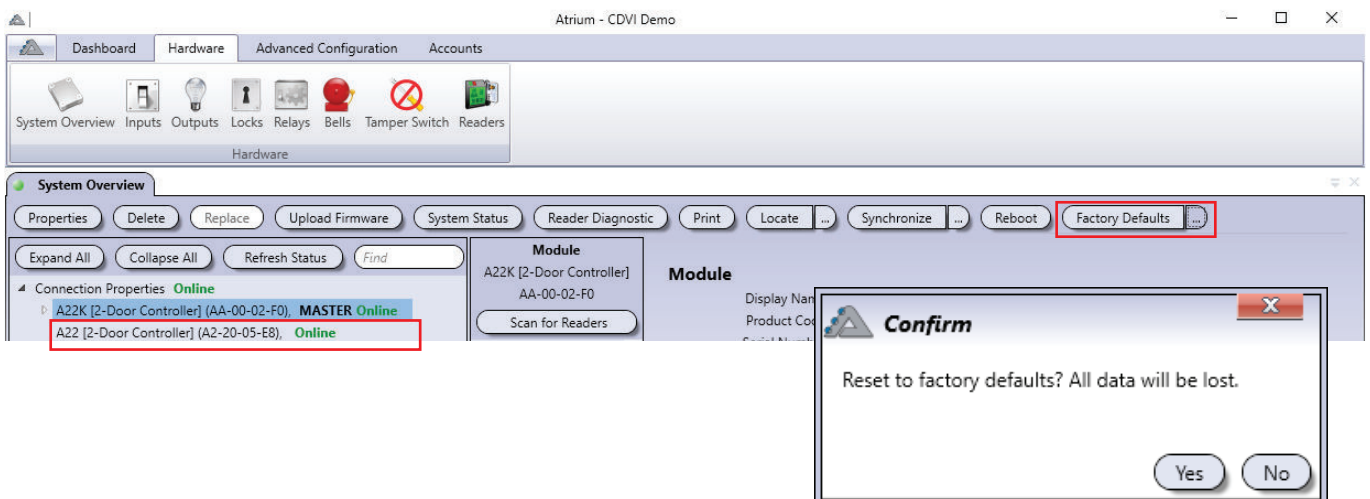 Atrium - CDVI Demo
Dashboard Hardware Advanced Configuration Accounts
System Overview Inputs Outputs Locks Relays Bells Tamper Switch Readers
Hardware
System Overview
Properties Delete Replace Upload Firmware System Status Reader Diagnostic Print Locate ... Synchronize ... Reboot Factory Defaults ...
Expand All Collapse All Refresh Status Find
Connection Properties Online
A22K [2-Door Controller] (AA-00-02-F0), MASTER Online
A22 [2-Door Controller] (A2-20-05-E8), Online
Module
A22K [2-Door Controller]
AA-00-02-F0
Scan for Readers
Module
Display Nam
Product Co
Confirm
Reset to factory defaults? All data will be lost.
Yes No